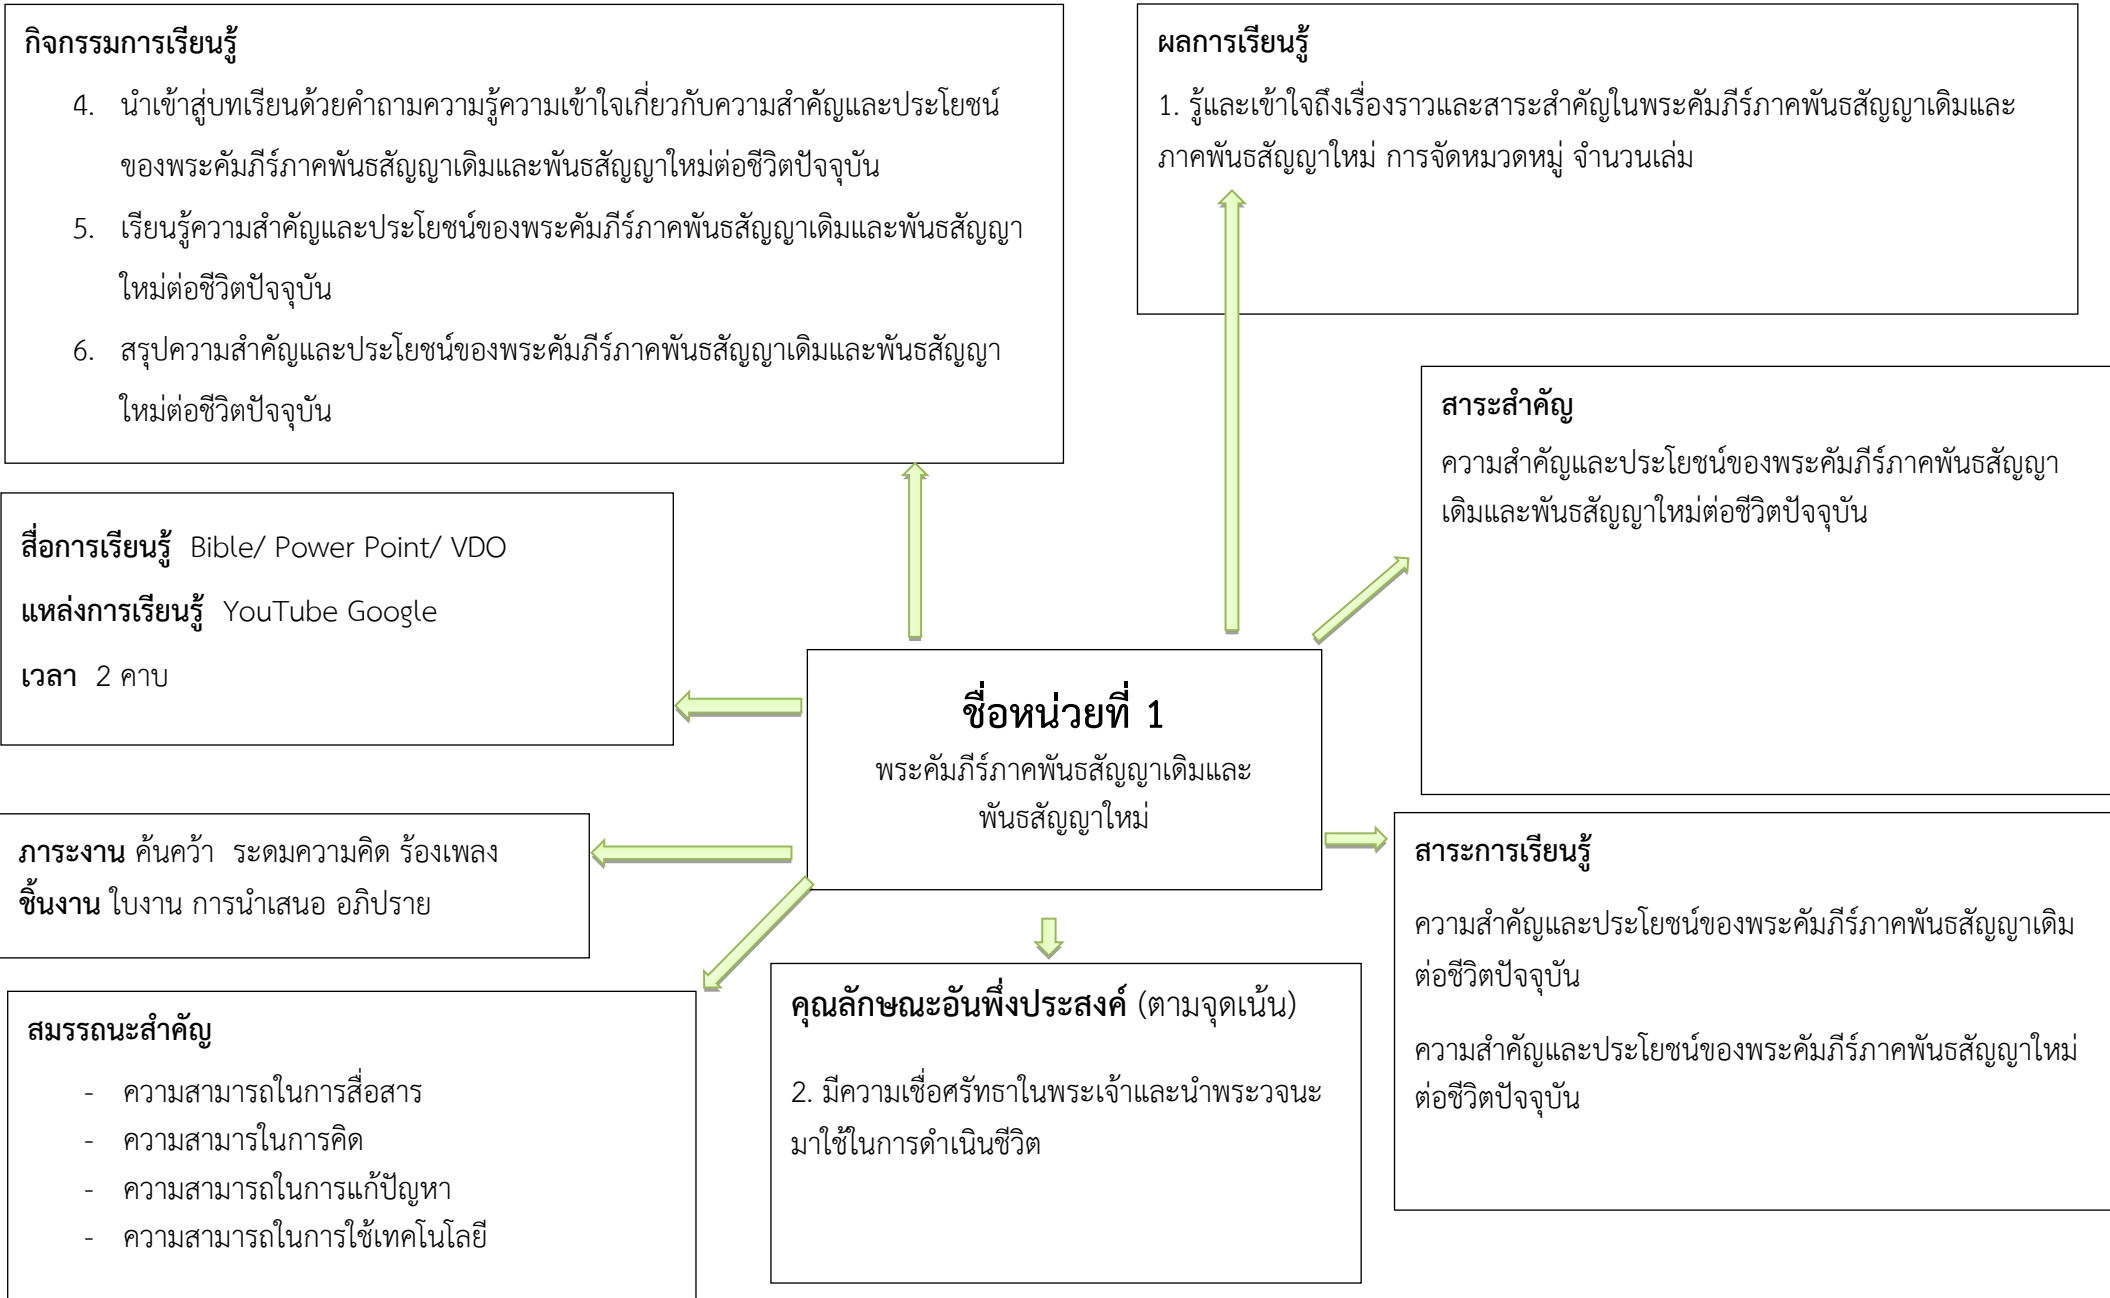 กิจกรรมการเรียนรู้
4. นำเข้าสู่บทเรียนด้วยคำถามความรู้ความเข้าใจเกี่ยวกับความสำคัญและประโยชน์
ของพระคัมภีร์ภาคพันธสัญญาเดิมและพันธสัญญาใหม่ต่อชีวิตปัจจุบัน
5. เรียนรู้ความสำคัญและประโยชน์ของพระคัมภีร์ภาคพันธสัญญาเดิมและพันธสัญญา
ใหม่ต่อชีวิตปัจจุบัน
6. สรุปความสำคัญและประโยชน์ของพระคัมภีร์ภาคพันธสัญญาเดิมและพันธสัญญา
ใหม่ต่อชีวิตปัจจุบัน
ผลการเรียนรู้
1. รู้และเข้าใจถึงเรื่องราวและสาระสำคัญในพระคัมภีร์ภาคพันธสัญญาเดิมและ
ภาคพันธสัญญาใหม่ การจัดหมวดหมู่ จำนวนเล่ม
สาระสำคัญ
ความสำคัญและประโยชน์ของพระคัมภีร์ภาคพันธสัญญา
เดิมและพันธสัญญาใหม่ต่อชีวิตปัจจุบัน
สื่อการเรียนรู้ Bible/ Power Point/ VDO
แหล่งการเรียนรู้ YouTube Google
เวลา 2 คาบ
ชื่อหน่วยที่ 1
พระคัมภีร์ภาคพันธสัญญาเดิมและ
พันธสัญญาใหม่
ภาระงาน ค้นคว้า ระดมความคิด ร้องเพลง
ชิ้นงาน ใบงาน การนำเสนอ อภิปราย
สาระการเรียนรู้
ความสำคัญและประโยชน์ของพระคัมภีร์ภาคพันธสัญญาเดิม
ต่อชีวิตปัจจุบัน
ความสำคัญและประโยชน์ของพระคัมภีร์ภาคพันธสัญญาใหม่
ต่อชีวิตปัจจุบัน
สมรรถนะสำคัญ
- ความสามารถในการสื่อสาร
- ความสามารในการคิด
- ความสามารถในการแก้ปัญหา
- ความสามารถในการใช้เทคโนโลยี
คุณลักษณะอันพึ่งประสงค์ (ตามจุดเน้น)
2. มีความเชื่อศรัทธาในพระเจ้าและนำพระวจนะ
มาใช้ในการดำเนินชีวิต